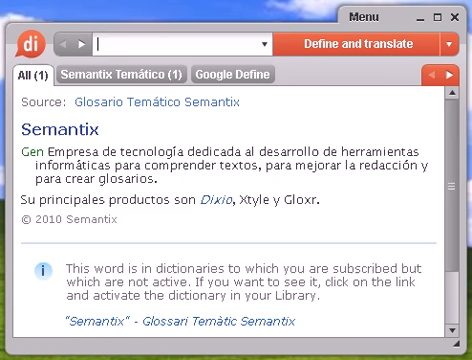 Menu
di
Define and translate
All (1) Semantix Temático (1) Google Define
Source: Glosario Temático Semantix
Semantix
Gen Empresa de tecnología dedicada al desarrollo de herramientas
informáticas para comprender textos, para mejorar la redacción y
para crear glosarios.
Su principales productos son Dixio, Xtyle y Gloxr.
© 2010 Semantix
i
This word is in dictionaries to which you are subscribed but
which are not active. If you want to see it, click on the link
and activate the dictionary in your Library.
"Semantix" - Glossari Temàtic Semantix